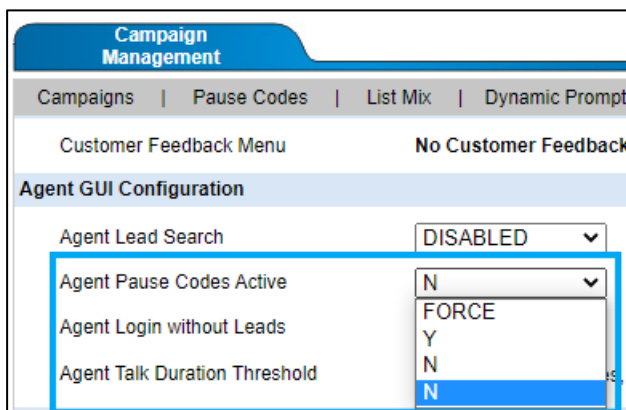 Campaign
Management
Campaigns | Pause Codes | List Mix | Dynamic Prompt
Customer Feedback Menu No Customer Feedback
Agent GUI Configuration
Agent Lead Search DISABLED
Agent Pause Codes Active N
FORCE
Agent Login without Leads
Y
N
Agent Talk Duration Threshold
N